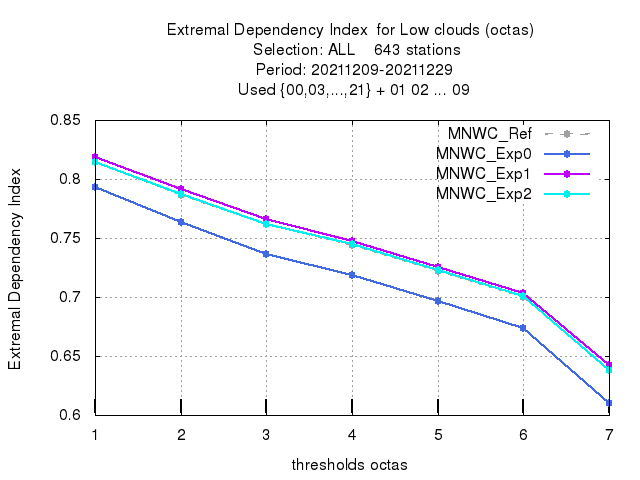 Extremal Dependency Index for Low clouds (octas)
Selection: ALL 643 stations
Period: 20211209-20211229
Used {00,03,...,21} + 01 02 ... 09
0.85
0.8
0.75
0.7
0.65
0.6
Extremal Dependency Index
MNWC_Ref
MNWC_Exp0
MNWC_Exp1
MNWC_Exp2
1 2 3 4 5 6 7
thresholds octas